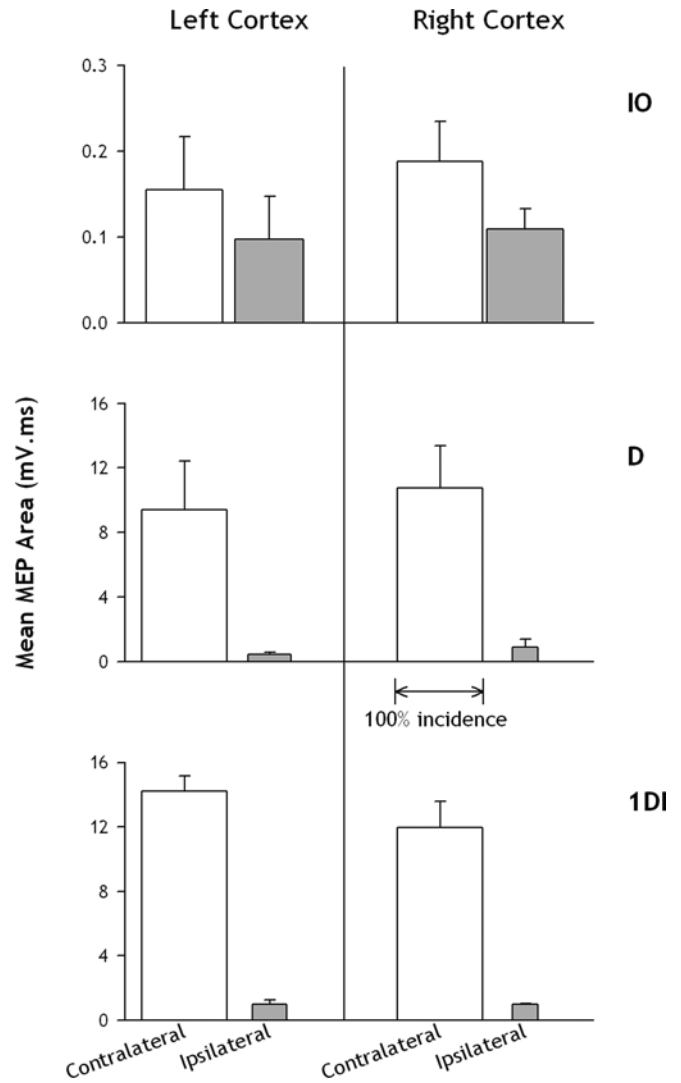 Left Cortex
Right Cortex
IO
0.3
0.2
0.1
0.0
Mean MEP Area (mV.ms)
D
16
12
8
4
0
100% incidence
1DI
16
12
8
4
0
Contralateral
Ipsilateral
Contralateral
Ipsilateral